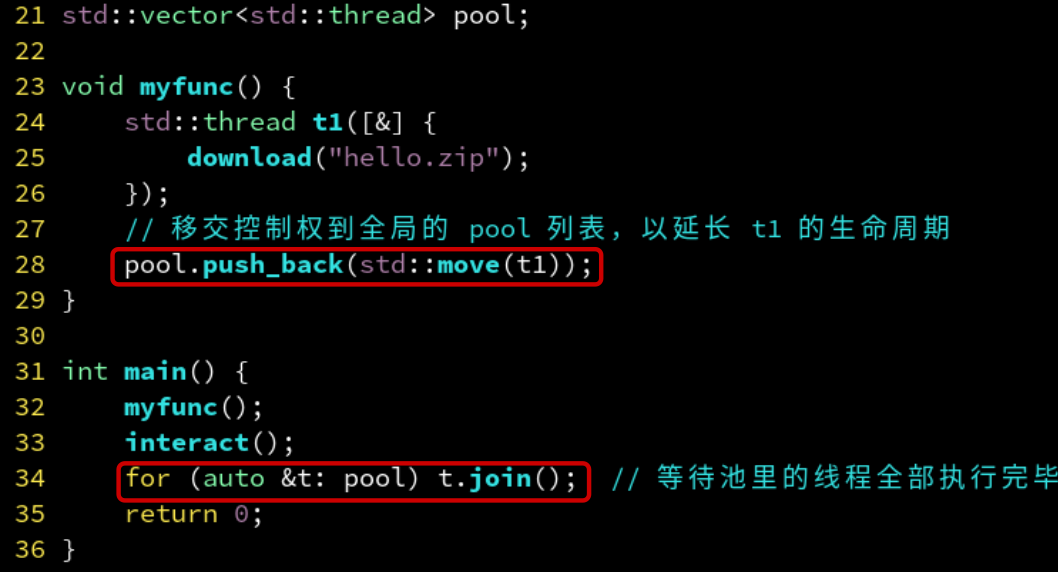 21 std::vector<std::thread> pool;
22
23 void myfunc() {
24     std::thread t1([&] {
25         download("hello.zip");
26     });
27     // 移交控制权到全局的 pool 列表，以延长 t1 的生命周期
28     pool.push_back(std::move(t1));
29 }
30
31 int main() {
32     myfunc();
33     interact();
34     for (auto &t: pool) t.join();  // 等待池里的线程全部执行完毕
35     return 0;
36 }